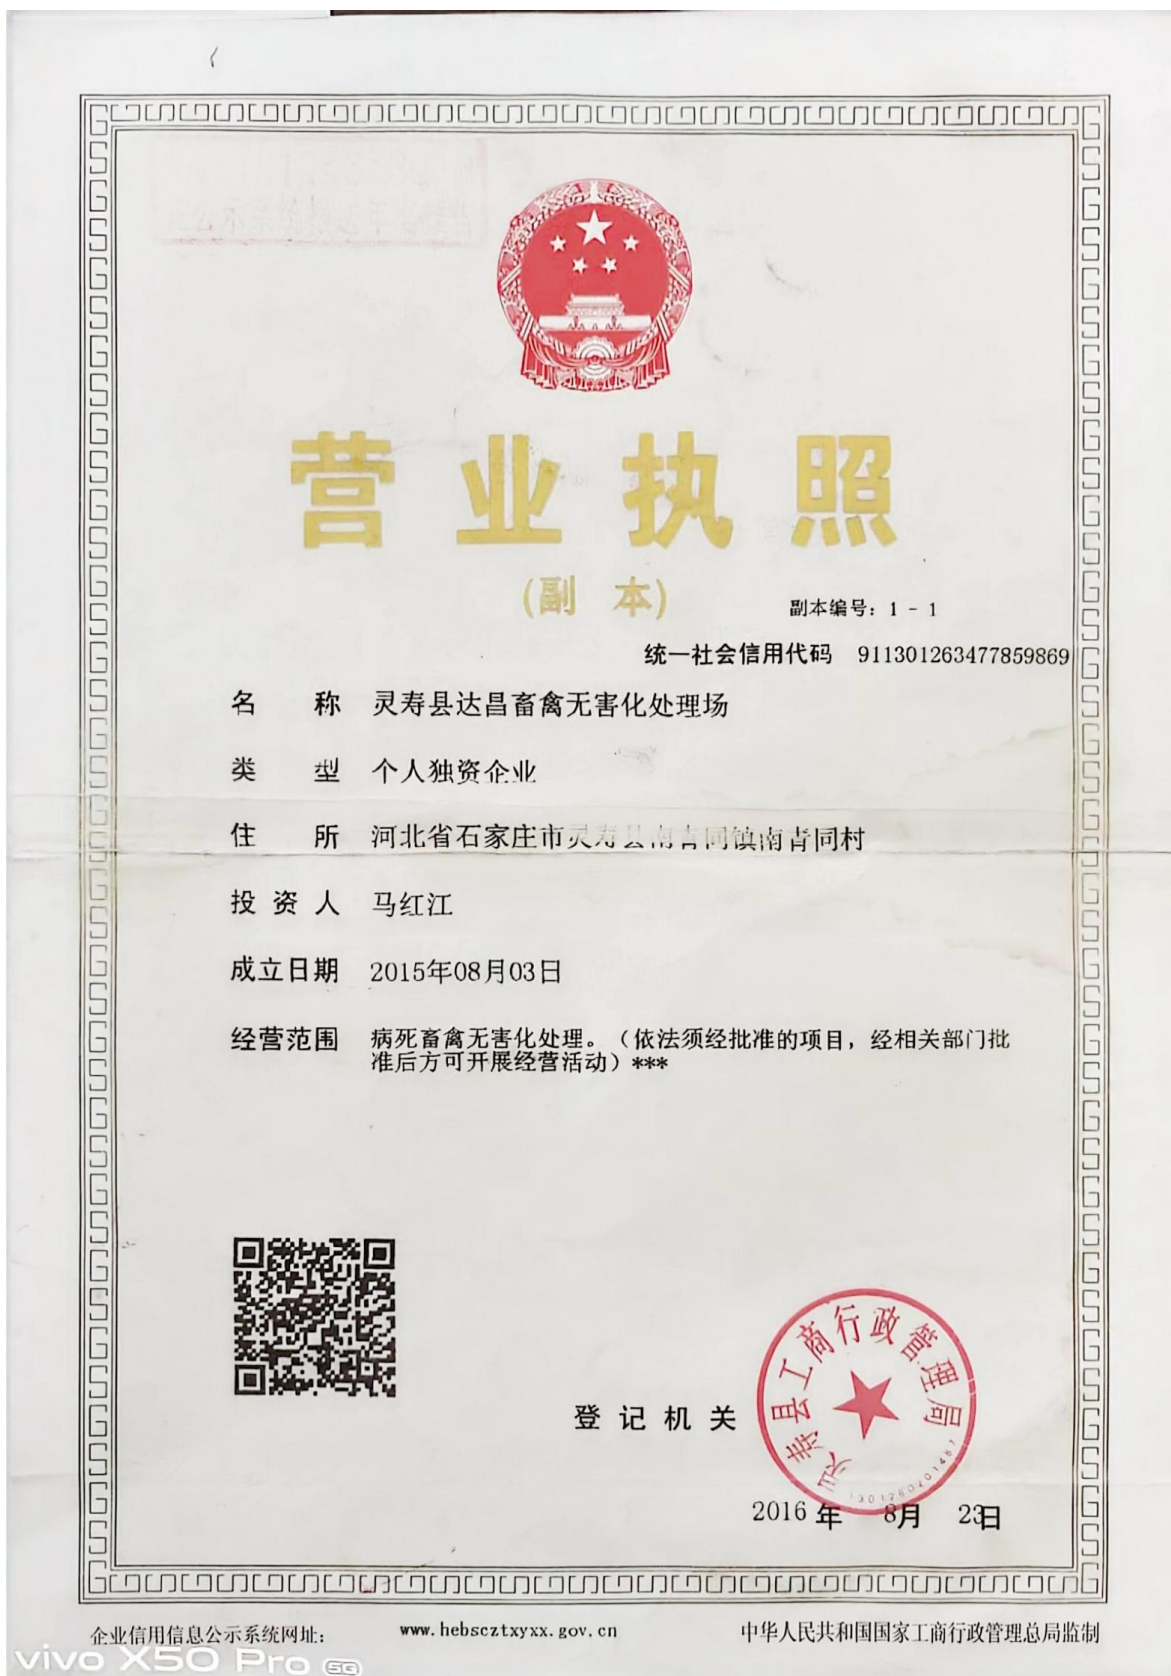 营业执照
(副 本)
副本编号：1 - 1
统一社会信用代码 911301263477859869
名 称 灵寿县达昌畜禽无害化处理场
类 型 个人独资企业
住 所 河北省石家庄市灵寿县南青同镇南青同村
投资人 马红江
成立日期 2015年08月03日
经营范围 病死畜禽无害化处理。（依法须经批准的项目，经相关部门批
准后方可开展经营活动）***
灵寿县工商行政管理局
登记机关
2016 年 8月 23日
企业信用信息公示系统网址：
www.hebscztxyxx.gov.cn
中华人民共和国国家工商行政管理总局监制
vivo X50 Pro 5G